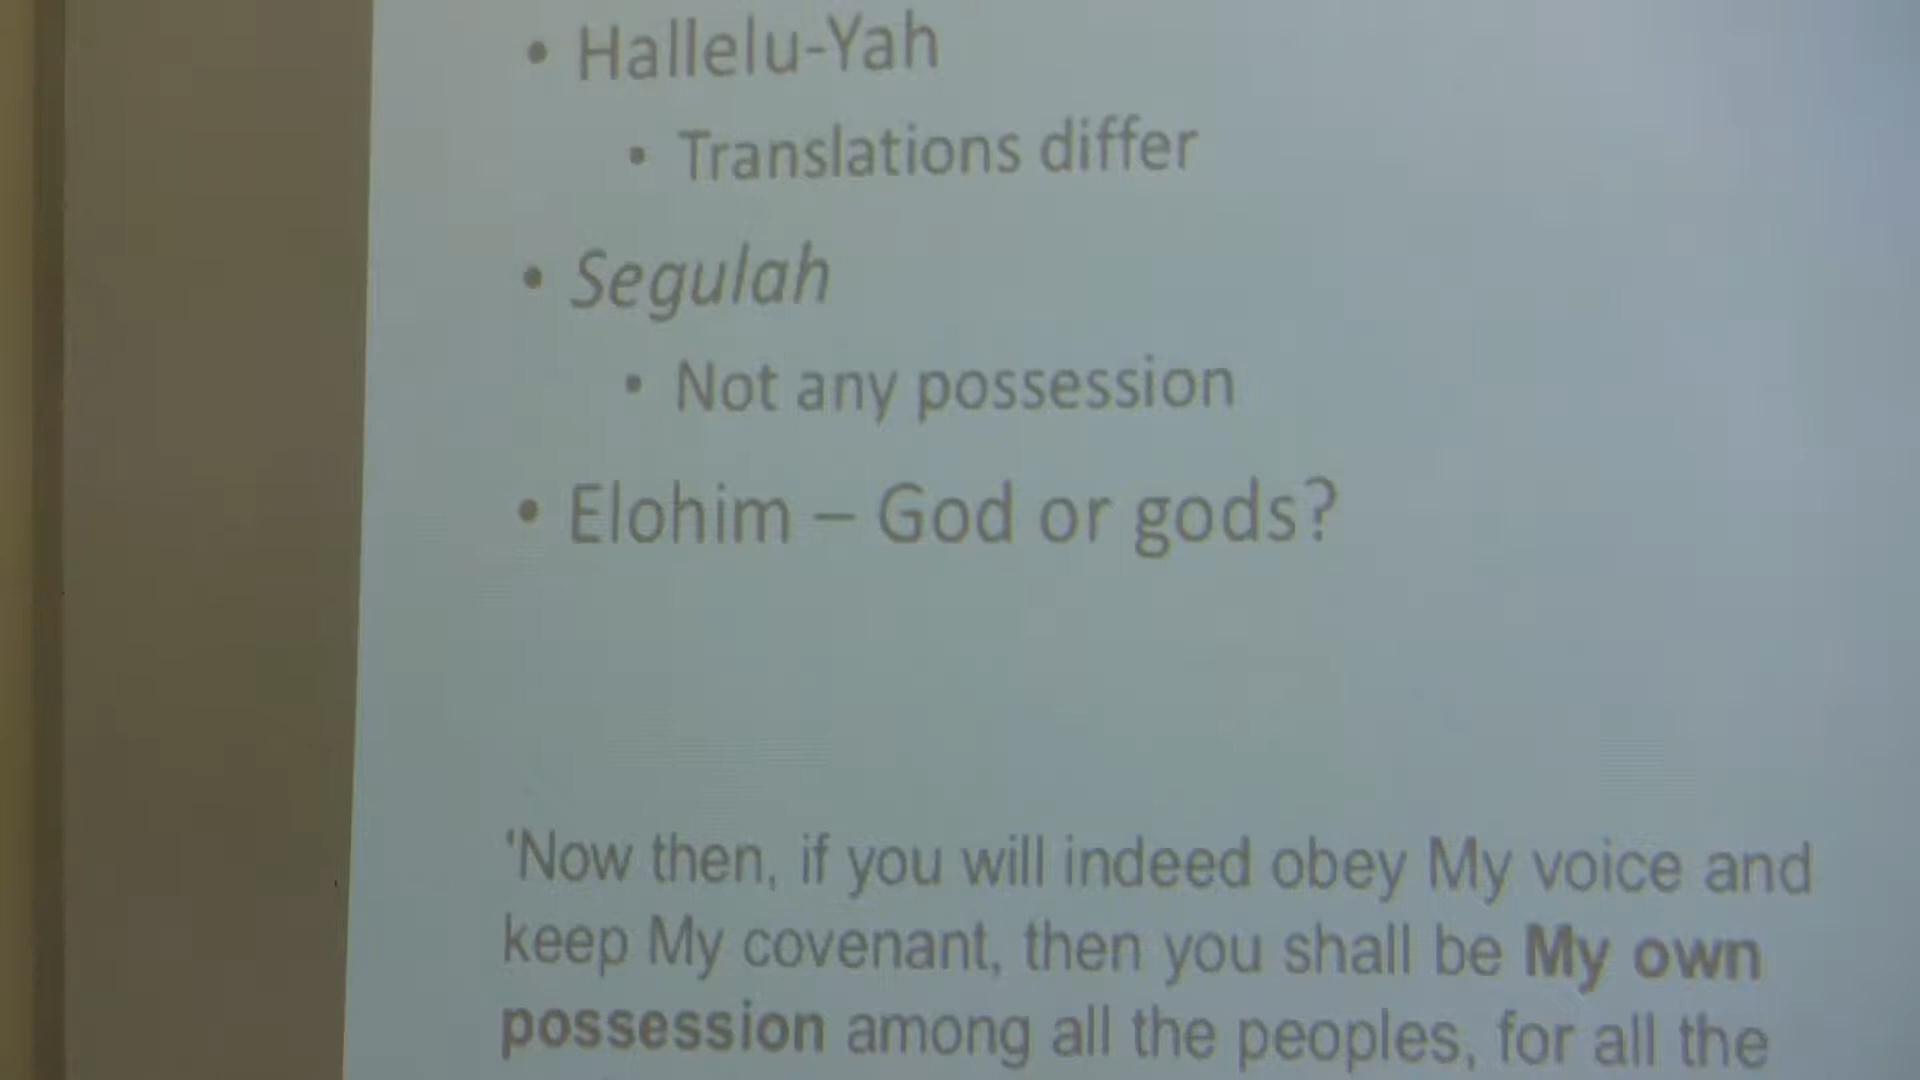 • Hallelu-Yah
• Translations differ
• Segulah
• Not any possession
• Elohim – God or gods?
‘Now then, if you will indeed obey My voice and
keep My covenant, then you shall be My own
possession among all the peoples, for all the